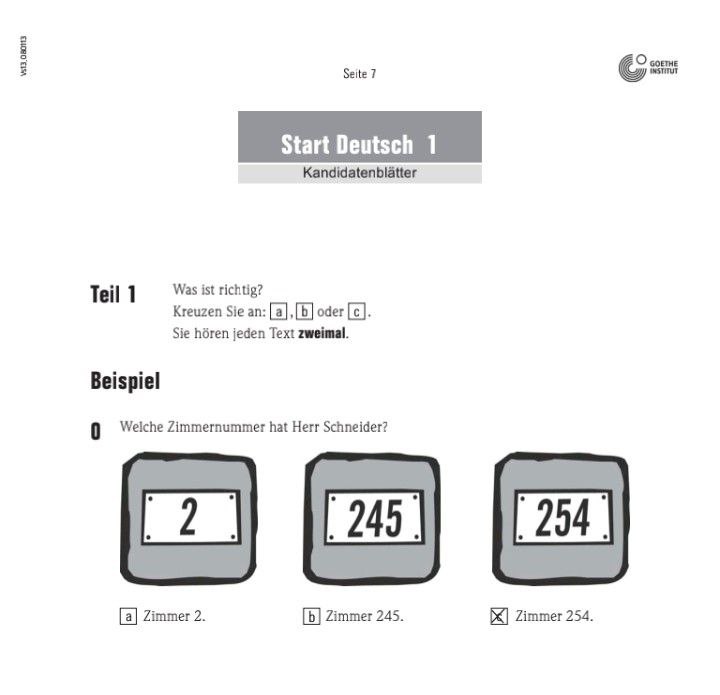 Vs13_080113
Seite 7
GOETHE
INSTITUT
Start Deutsch 1
Kandidatenblätter
Teil 1 Was ist richtig?
Kreuzen Sie an: a, b oder c.
Sie hören jeden Text zweimal.
Beispiel
0 Welche Zimmernummer hat Herr Schneider?
2 245 254
a Zimmer 2. b Zimmer 245. c Zimmer 254.